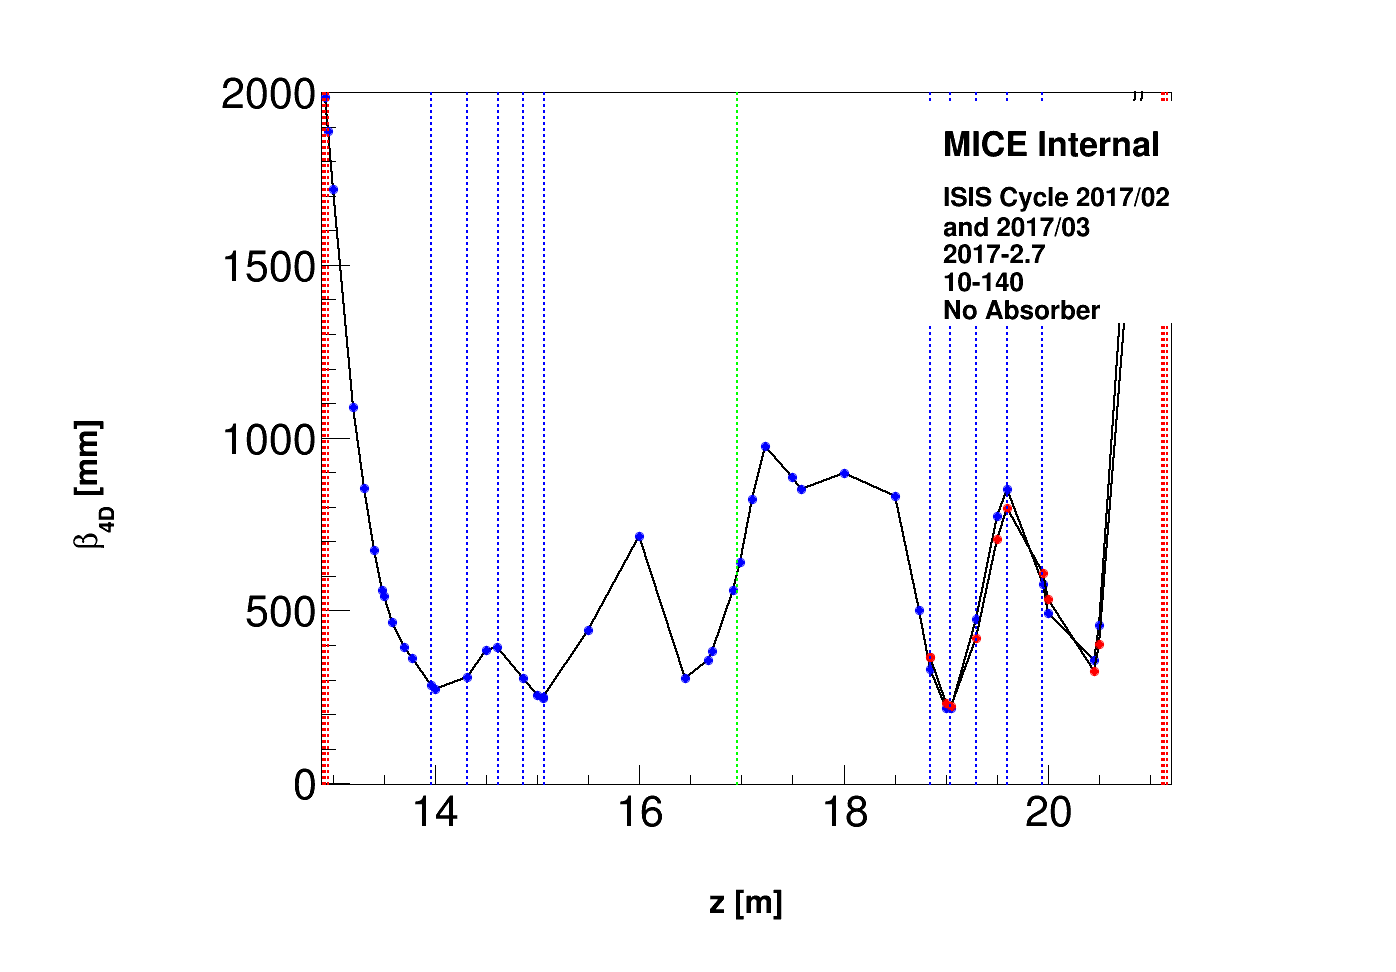 2000
1500
1000
500
0
14 16 18 20
β4D [mm]
z [m]
MICE Internal
ISIS Cycle 2017/02
and 2017/03
2017-2.7
10-140
No Absorber